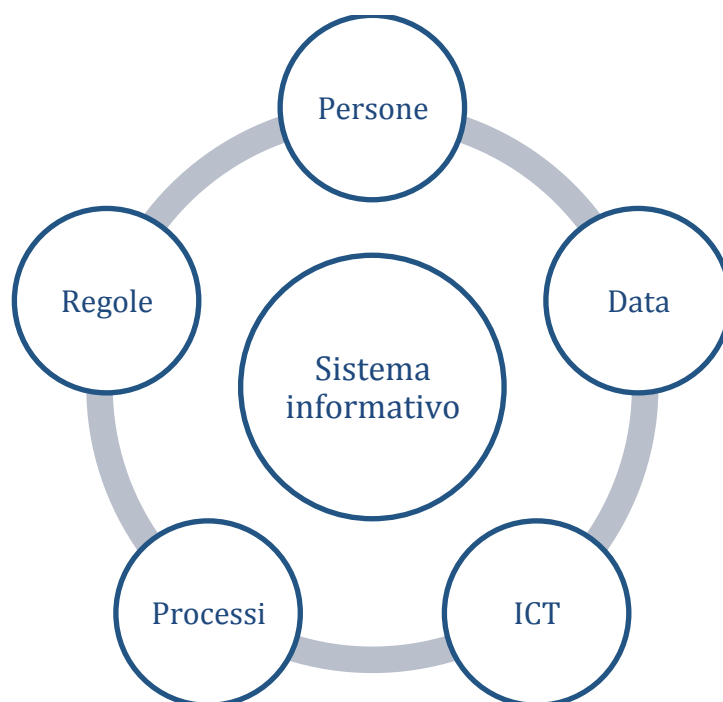 Persone
Regole
Data
Sistema
informativo
Processi
ICT